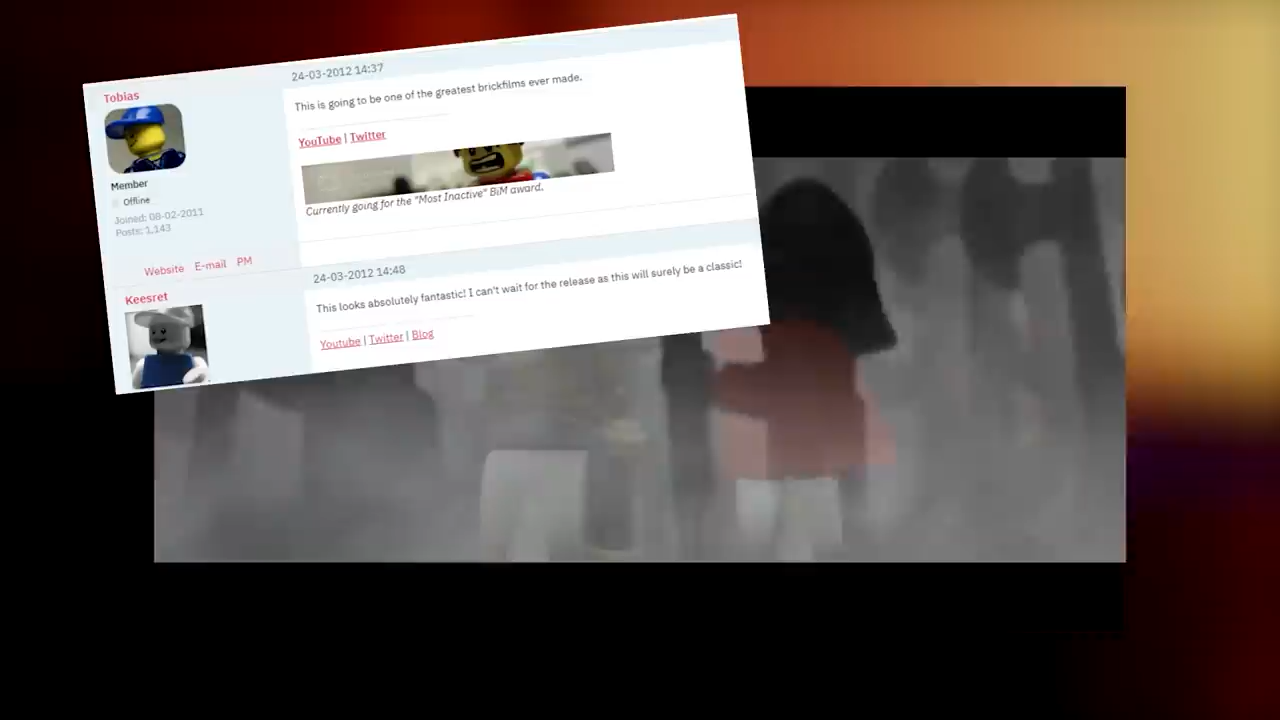 Tobias
24-03-2012 14:37
This is going to be one of the greatest brickfilms ever made.
YouTube | Twitter
Currently going for the "Most Inactive" BiM award.
Member
Offline
Joined: 08-02-2011
Posts: 1,143
Website E-mail PM
Keesret
24-03-2012 14:48
This looks absolutely fantastic! I can't wait for the release as this will surely be a classic!
Youtube | Twitter | Blog